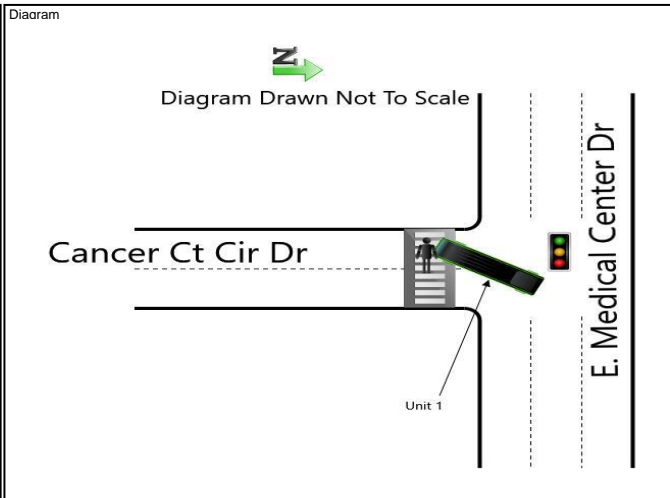 Diagram
N
Diagram Drawn Not To Scale
Cancer Ct Cir Dr
E. Medical Center Dr
Unit 1